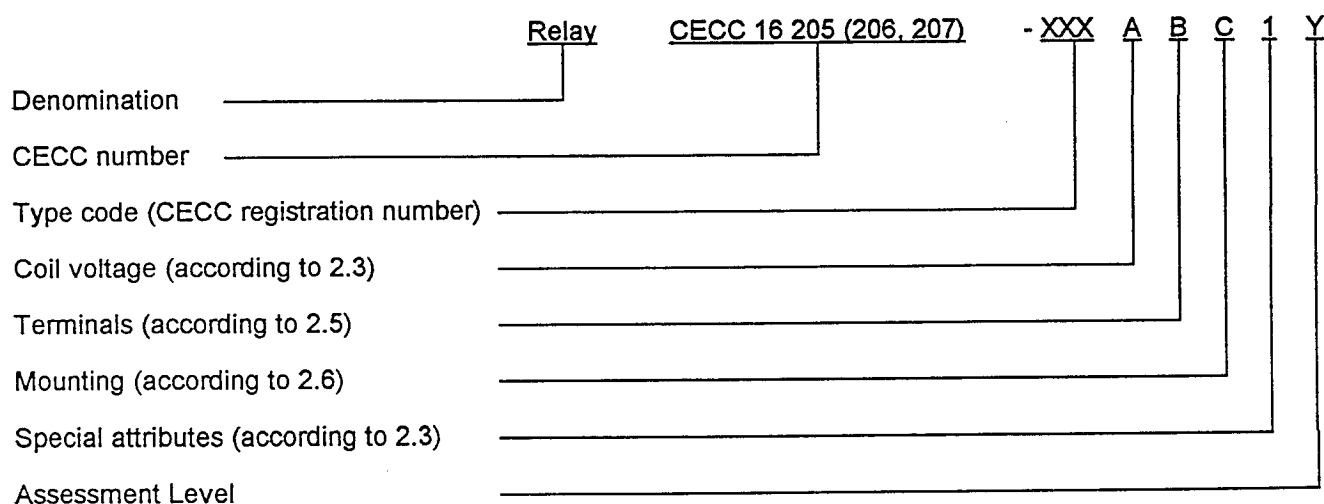 Relay CECC 16 205 (206, 207) - XXX A B C 1 Y
Denomination
CECC number
Type code (CECC registration number)
Coil voltage (according to 2.3)
Terminals (according to 2.5)
Mounting (according to 2.6)
Special attributes (according to 2.3)
Assessment Level